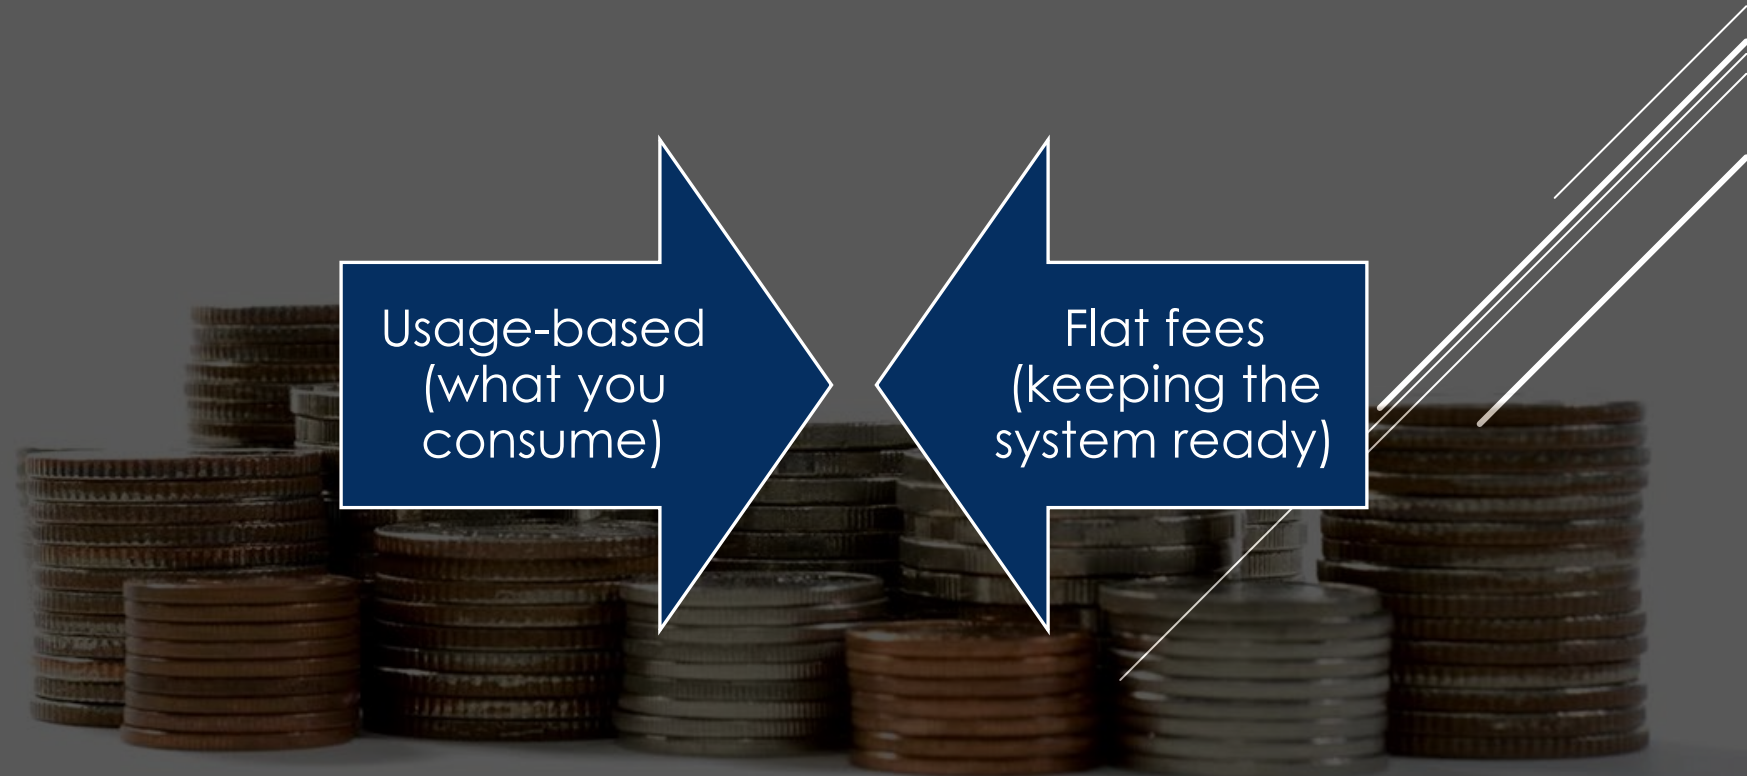 Usage-based
(what you
consume)
Flat fees
(keeping the
system ready)